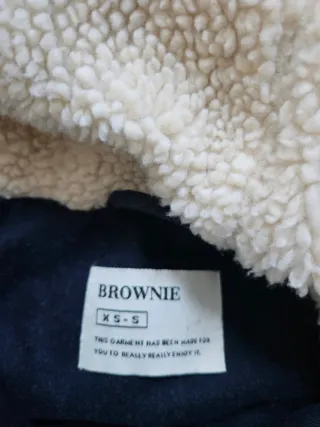 BROWNIE
XS-S
THIS GARMENT HAS BEEN MADE FOR
YOU TO REALLY REALLY ENJOY IT.